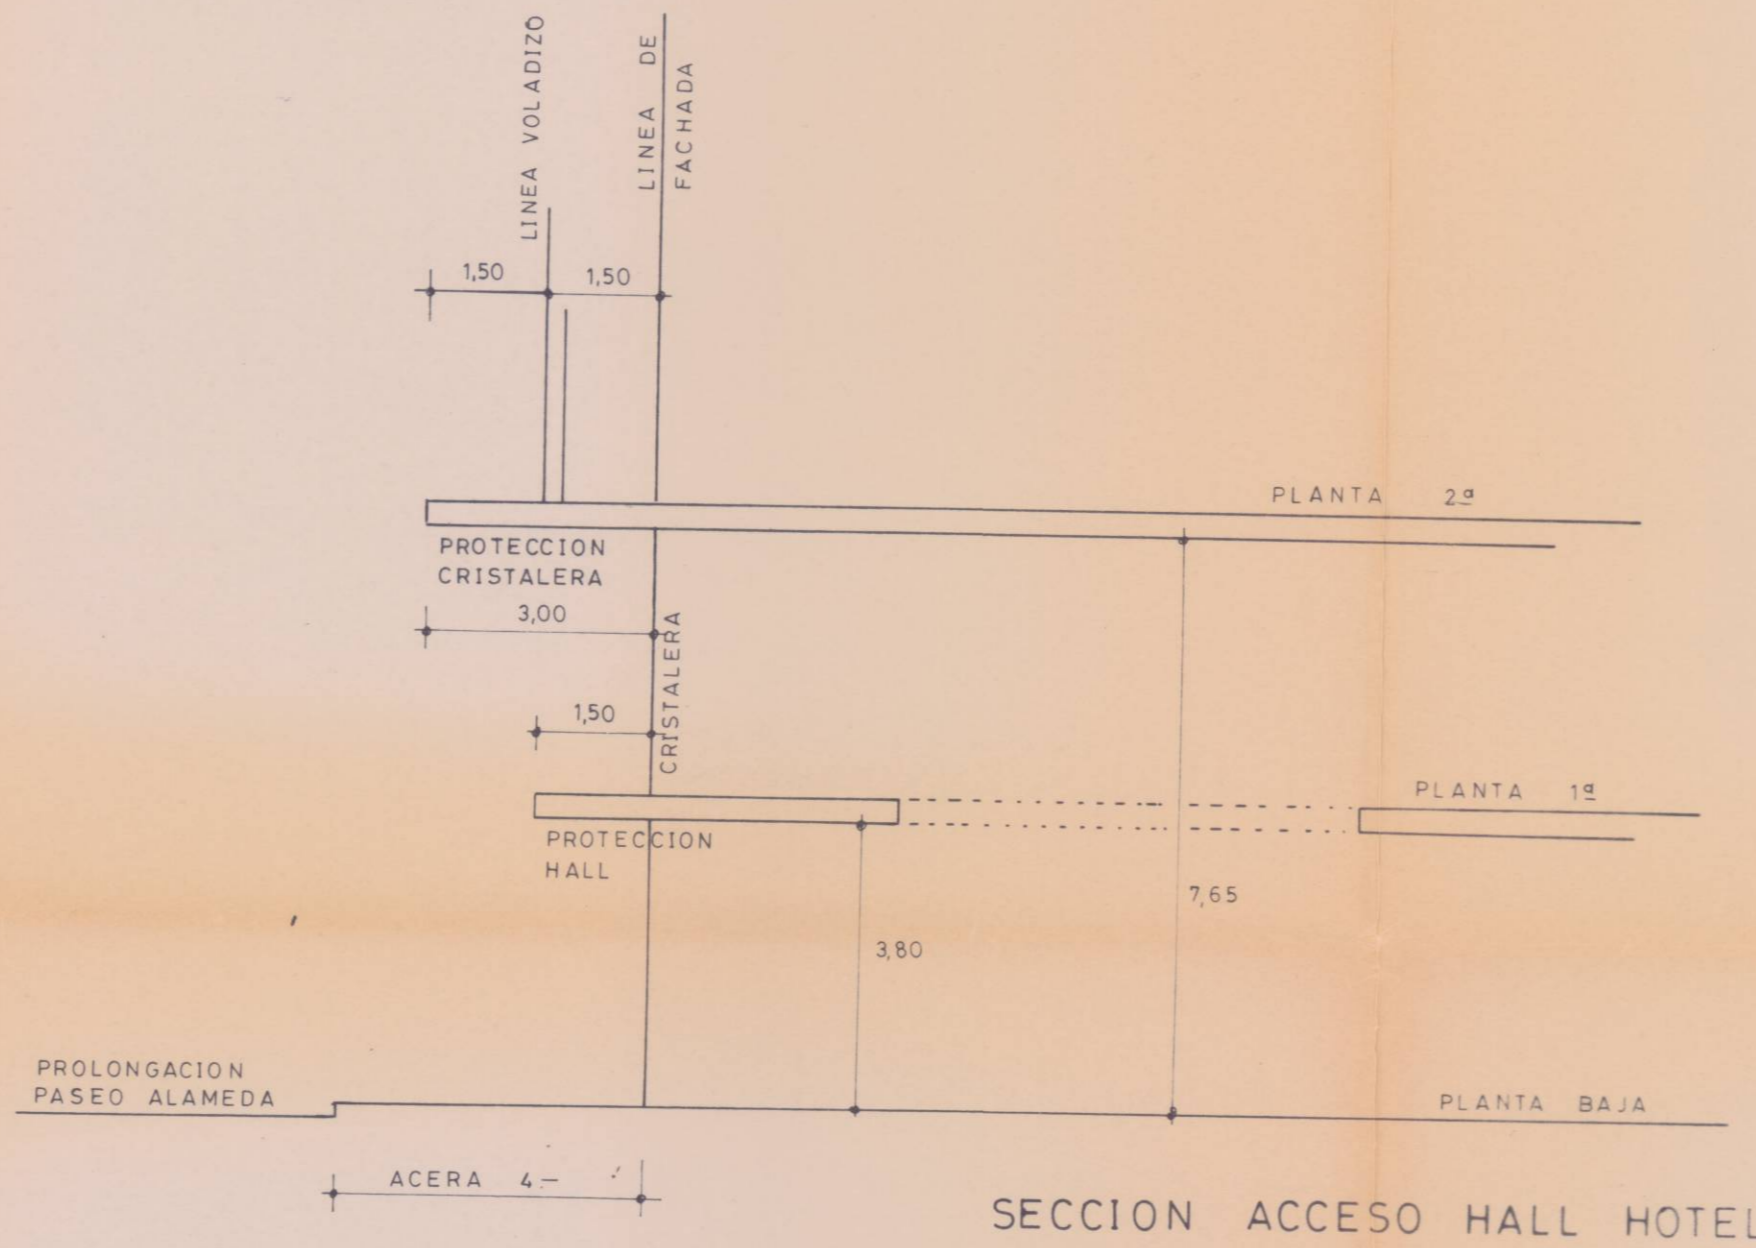 LINEA VOLADIZO
LINEA DE
FACHADA
1,50
1,50
PLANTA 2ª
PROTECCION
CRISTALERA
3,00
CRISTALERA
1,50
PLANTA 1ª
PROTECCION
HALL
7,65
3,80
PROLONGACION
PASEO ALAMEDA
PLANTA BAJA
ACERA 4.-
SECCION ACCESO HALL HOTEL